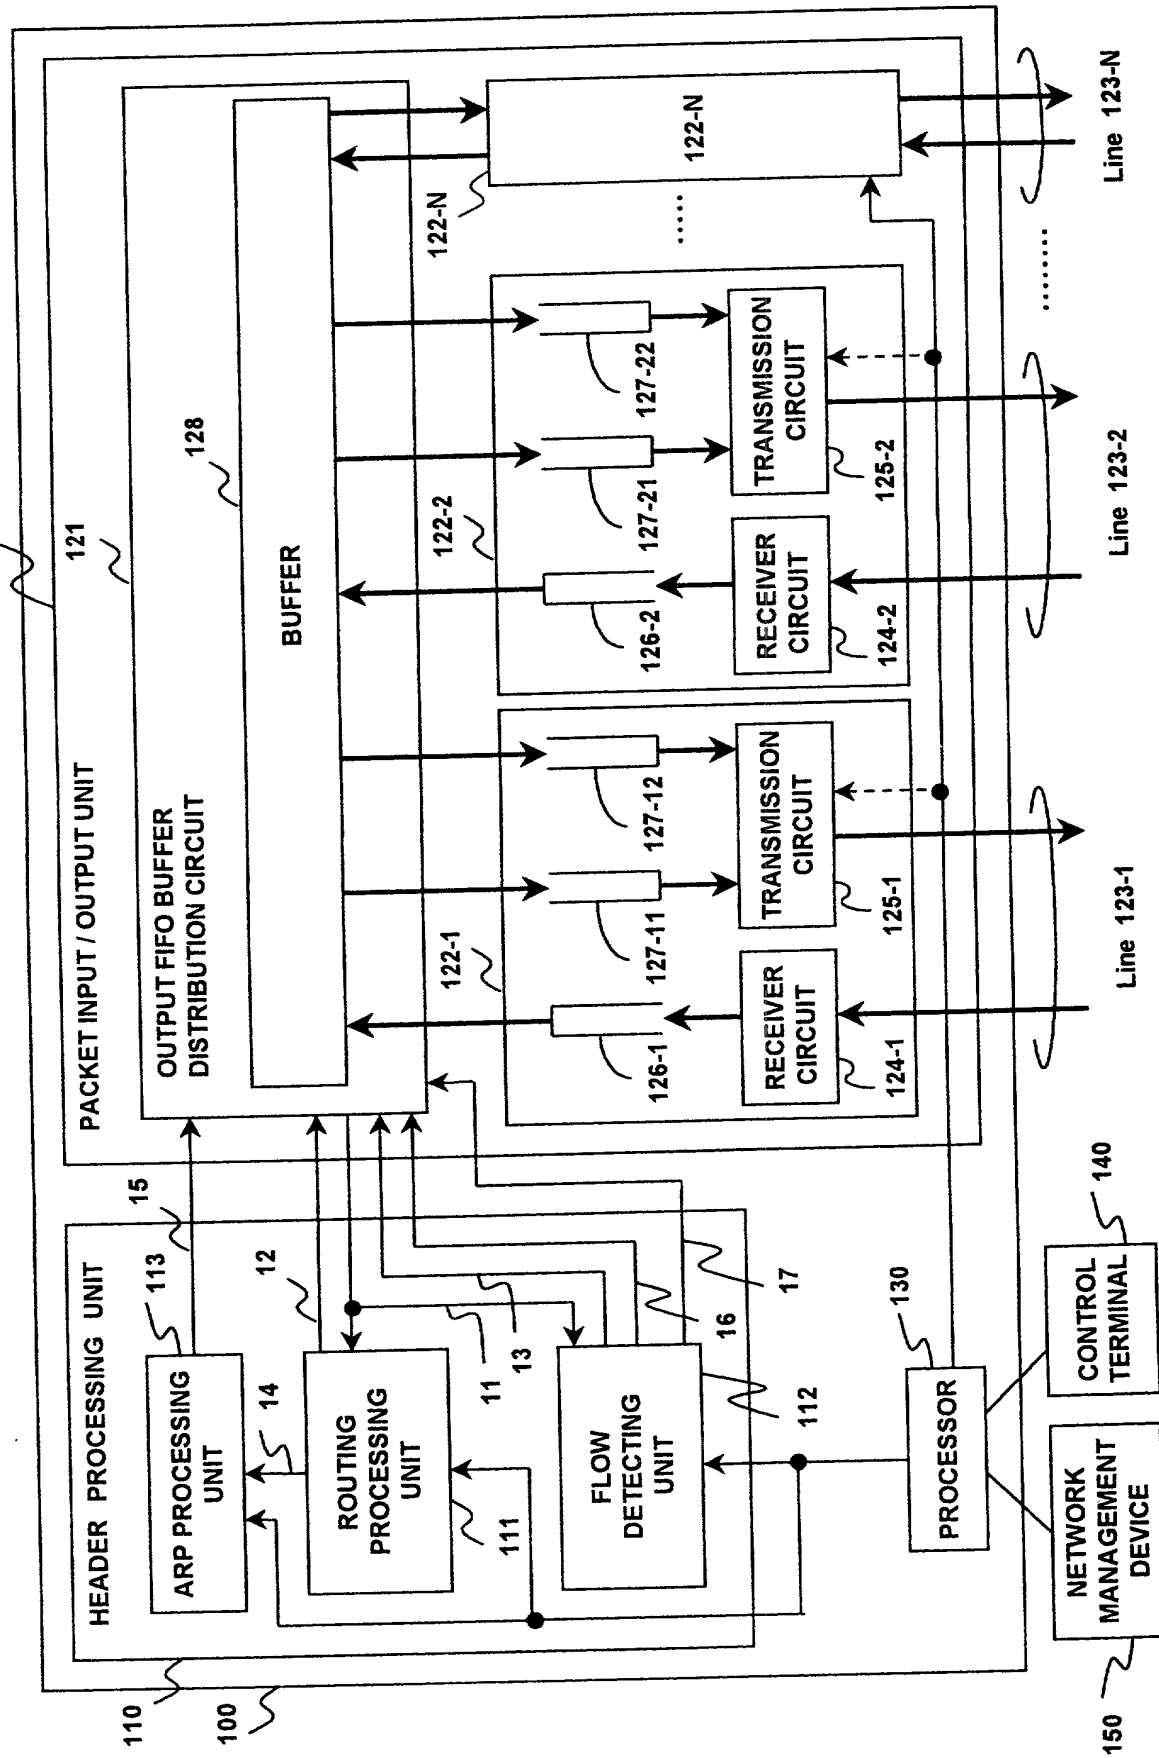 PACKET INPUT / OUTPUT UNIT
121
OUTPUT FIFO BUFFER
DISTRIBUTION CIRCUIT
128
BUFFER
HEADER PROCESSING UNIT
113
15
ARP PROCESSING
UNIT
14
12
ROUTING
PROCESSING
UNIT
111
11
13
FLOW
DETECTING
UNIT
112
16
17
110
100
122-1
126-1
127-11
127-12
RECEIVER
CIRCUIT
124-1
TRANSMISSION
CIRCUIT
125-1
122-2
126-2
127-21
127-22
RECEIVER
CIRCUIT
124-2
TRANSMISSION
CIRCUIT
125-2
122-N
.....
122-N
PROCESSOR
130
NETWORK
MANAGEMENT
DEVICE
150
CONTROL
TERMINAL
140
Line 123-1
Line 123-2
........
Line 123-N